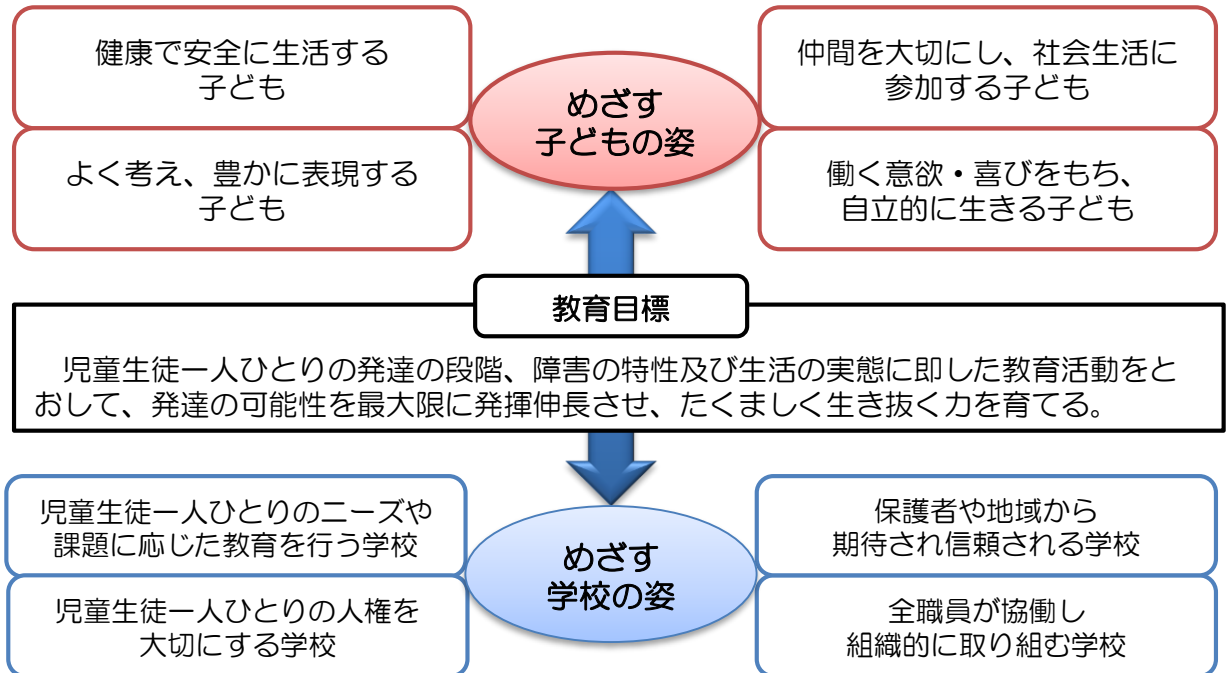 健康で安全に生活する
子ども
よく考え、豊かに表現する
子ども
めざす
子どもの姿
仲間を大切にし、社会生活に
参加する子ども
働く意欲・喜びをもち、
自立的に生きる子ども
教育目標
児童生徒一人ひとりの発達の段階、障害の特性及び生活の実態に即した教育活動をと
おして、発達の可能性を最大限に発揮伸長させ、たくましく生き抜く力を育てる。
児童生徒一人ひとりのニーズや
課題に応じた教育を行う学校
児童生徒一人ひとりの人権を
大切にする学校
めざす
学校の姿
保護者や地域から
期待され信頼される学校
全職員が協働し
組織的に取り組む学校